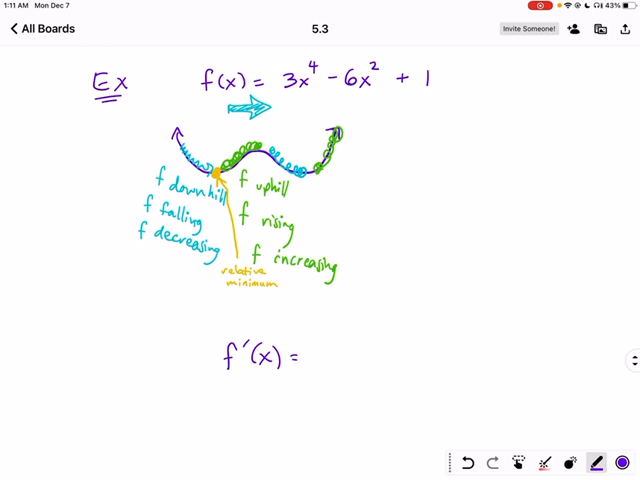 1:11 AM Mon Dec 7
43%
All Boards
5.3
Invite Someone!
Ex
f(x) = 3x⁴ - 6x² + 1
f downhill
f falling
f decreasing
f uphill
f rising
f increasing
relative
minimum
f'(x) =